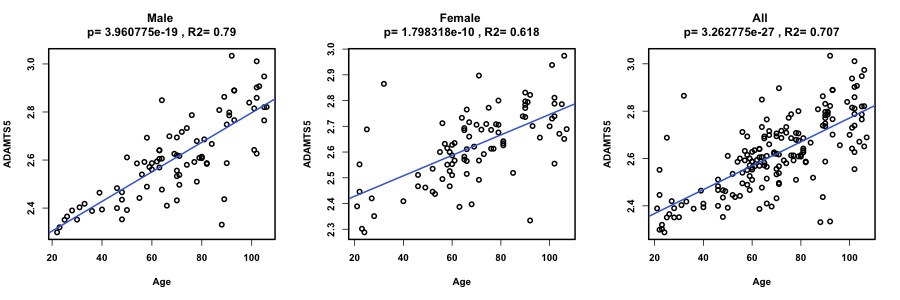 Male
p= 3.960775e-19 , R2= 0.79
ADAMTS5
3.0
2.8
2.6
2.4
20 40 60 80 100
Age
Female
p= 1.798318e-10 , R2= 0.618
ADAMTS5
3.0
2.9
2.8
2.7
2.6
2.5
2.4
2.3
20 40 60 80 100
Age
All
p= 3.262775e-27 , R2= 0.707
ADAMTS5
3.0
2.8
2.6
2.4
20 40 60 80 100
Age